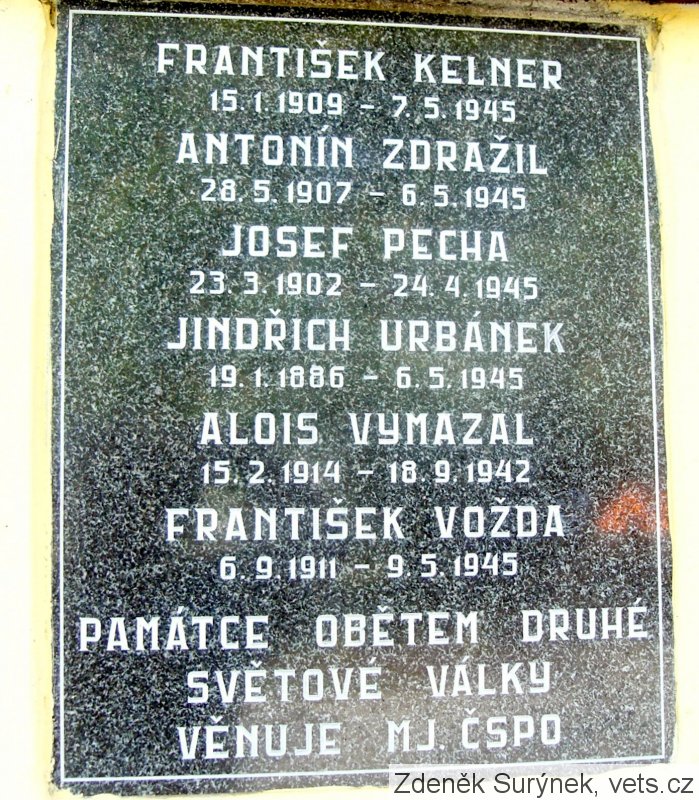 FRANTIŠEK KELNER
15. 1. 1909 – 7. 5. 1945
ANTONÍN ZDRAŽIL
28. 5. 1907 – 6. 5. 1945
JOSEF PECHA
23. 3. 1902 – 24. 4. 1945
JINDŘICH URBÁNEK
19. 1. 1886 – 6. 5. 1945
ALOIS VYMAZAL
15. 2. 1914 – 18. 9. 1942
FRANTIŠEK VOŽDA
6. 9. 1911 – 9. 5. 1945
PAMÁTCE OBĚTEM DRUHÉ
SVĚTOVÉ VÁLKY
VĚNUJE MJ. ČSPO
Zdeněk Surýnek, vets.cz